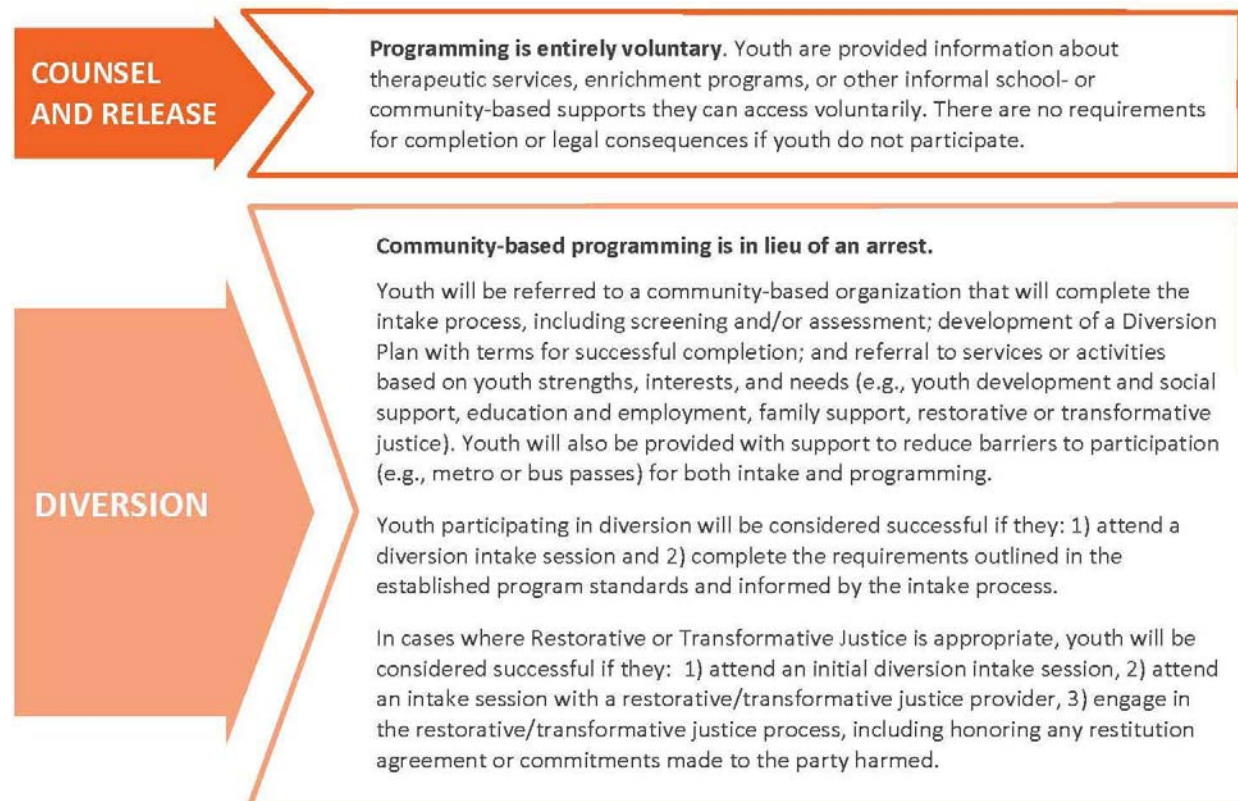 COUNSEL
AND RELEASE
Programming is entirely voluntary. Youth are provided information about
therapeutic services, enrichment programs, or other informal school- or
community-based supports they can access voluntarily. There are no requirements
for completion or legal consequences if youth do not participate.
DIVERSION
Community-based programming is in lieu of an arrest.
Youth will be referred to a community-based organization that will complete the
intake process, including screening and/or assessment; development of a Diversion
Plan with terms for successful completion; and referral to services or activities
based on youth strengths, interests, and needs (e.g., youth development and social
support, education and employment, family support, restorative or transformative
justice). Youth will also be provided with support to reduce barriers to participation
(e.g., metro or bus passes) for both intake and programming.
Youth participating in diversion will be considered successful if they: 1) attend a
diversion intake session and 2) complete the requirements outlined in the
established program standards and informed by the intake process.
In cases where Restorative or Transformative Justice is appropriate, youth will be
considered successful if they: 1) attend an initial diversion intake session, 2) attend
an intake session with a restorative/transformative justice provider, 3) engage in
the restorative/transformative justice process, including honoring any restitution
agreement or commitments made to the party harmed.